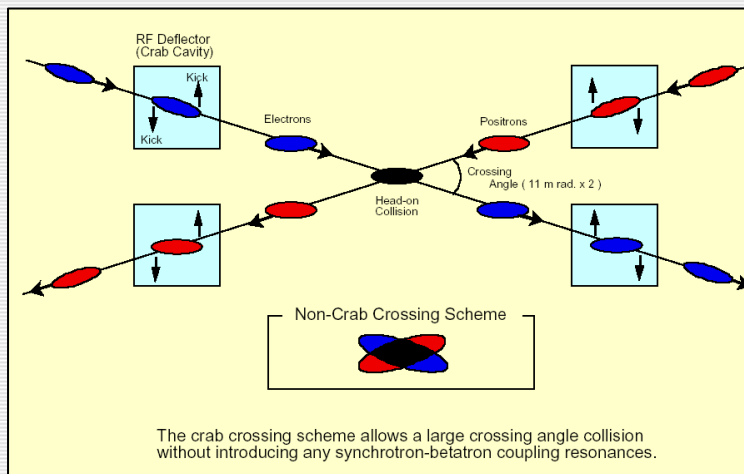 RF Deflector
(Crab Cavity)
Kick
Kick
Electrons
Positrons
Crossing
Angle ( 11 m rad. x 2 )
Head-on
Collision
Non-Crab Crossing Scheme
The crab crossing scheme allows a large crossing angle collision
without introducing any synchrotron-betatron coupling resonances.